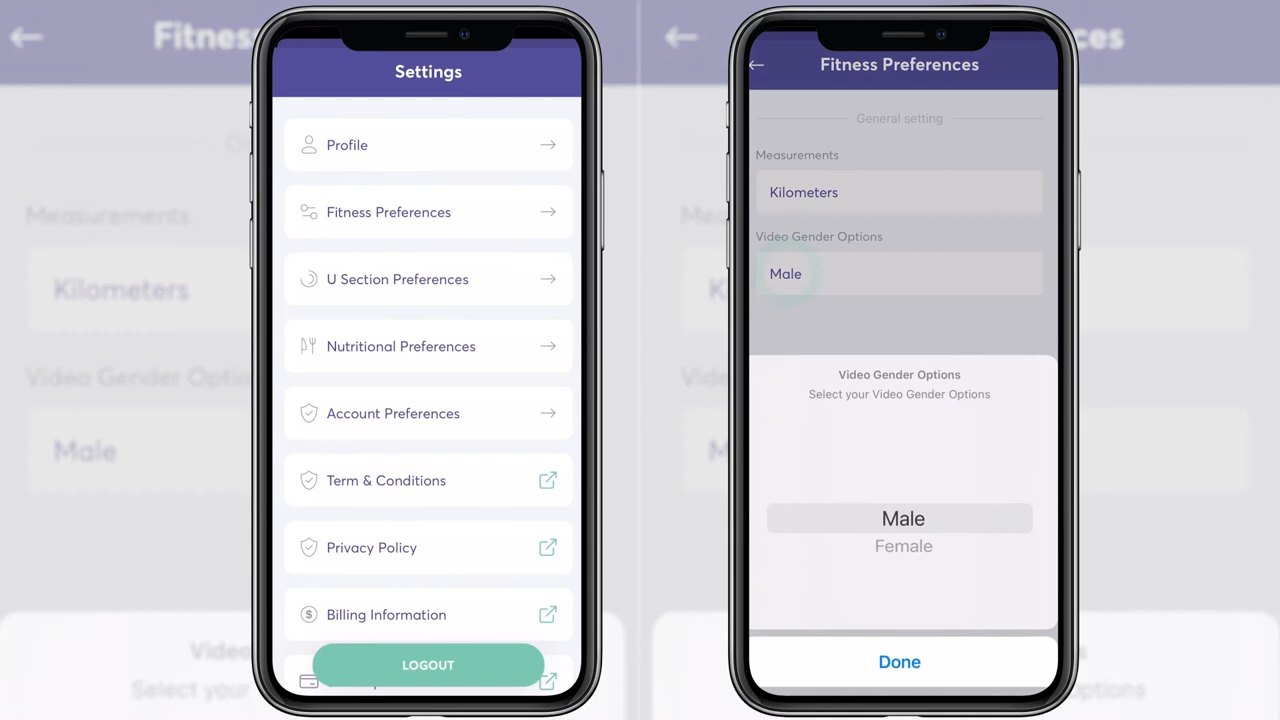 Settings
Profile
Fitness Preferences
U Section Preferences
Nutritional Preferences
Account Preferences
Term & Conditions
Privacy Policy
$ Billing Information
LOGOUT
Fitness Preferences
General setting
Measurements
Kilometers
Video Gender Options
Male
Video Gender Options
Select your Video Gender Options
Male
Female
Done